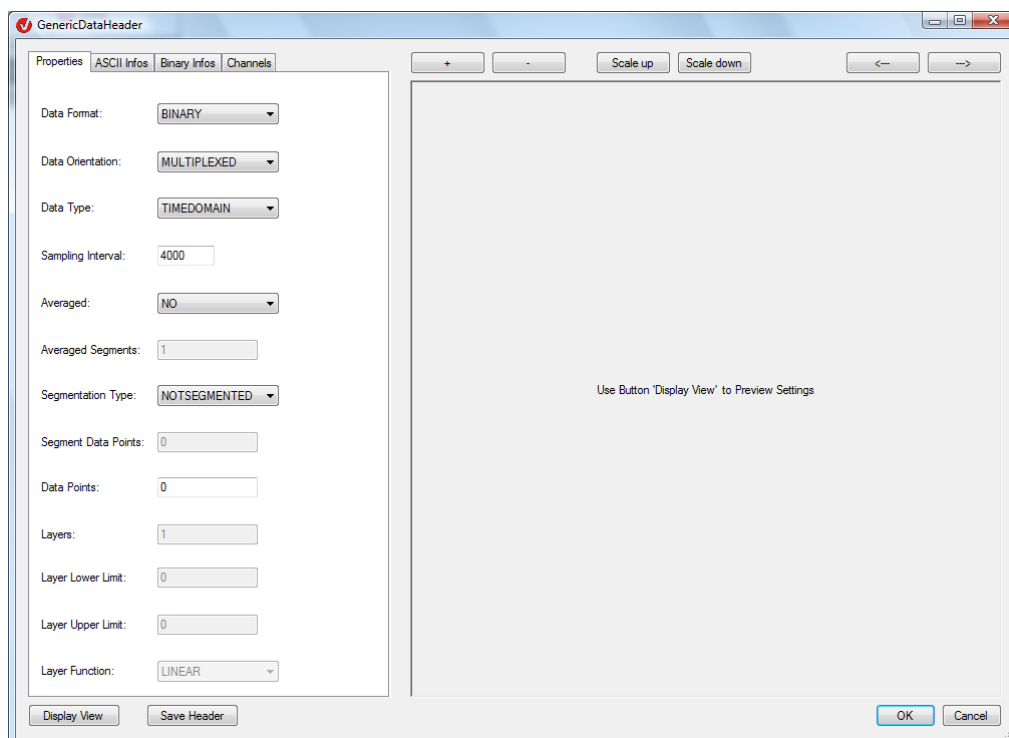 GenericDataHeader
Properties ASCII Infos Binary Infos Channels
+ - Scale up Scale down <--- --->
Data Format: BINARY
Data Orientation: MULTIPLEXED
Data Type: TIMEDOMAIN
Sampling Interval: 4000
Averaged: NO
Averaged Segments: 1
Use Button 'Display View' to Preview Settings
Segmentation Type: NOTSEGMENTED
Segment Data Points: 0
Data Points: 0
Layers: 1
Layer Lower Limit: 0
Layer Upper Limit: 0
Layer Function: LINEAR
Display View Save Header OK Cancel